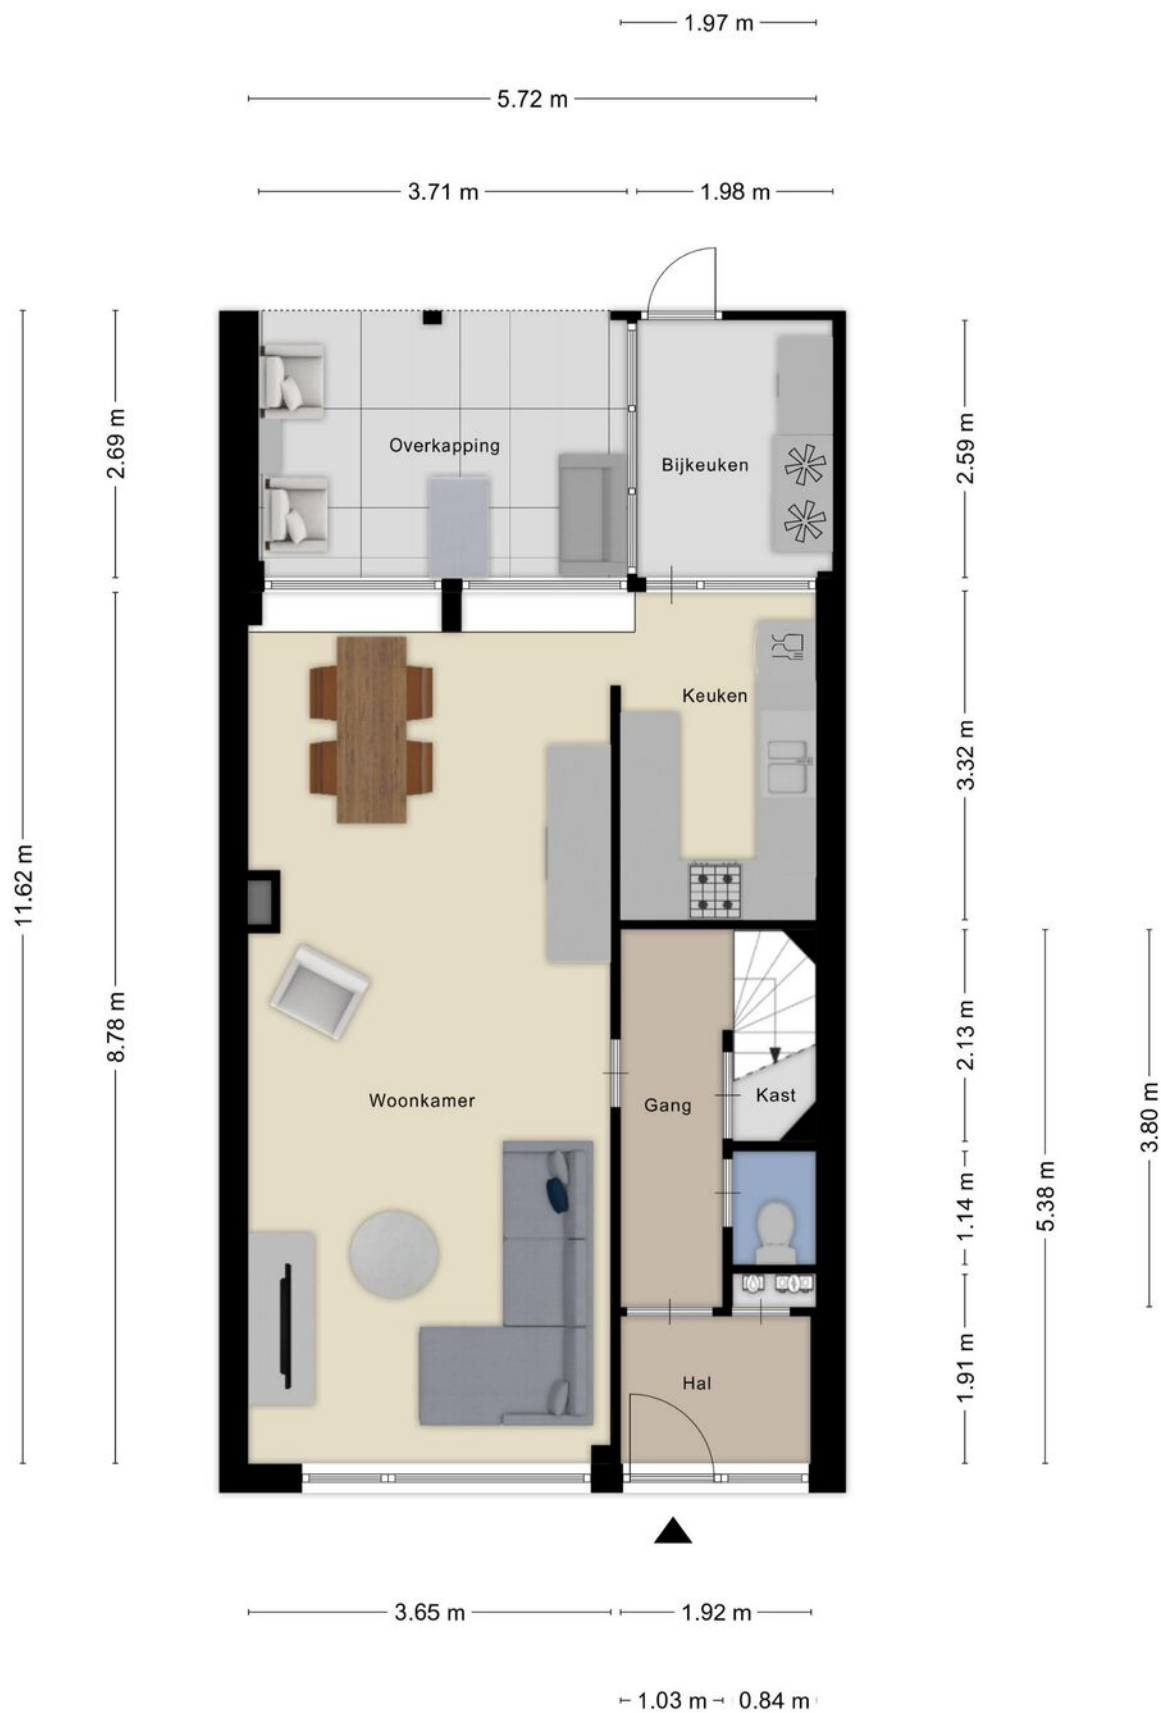 1.97 m
5.72 m
3.71 m
1.98 m
2.69 m
2.59 m
Overkapping
Bijkeuken
Keuken
3.32 m
11.62 m
8.78 m
2.13 m
Woonkamer
Gang
Kast
3.80 m
1.14 m
5.38 m
1.91 m
Hal
3.65 m
1.92 m
1.03 m
0.84 m